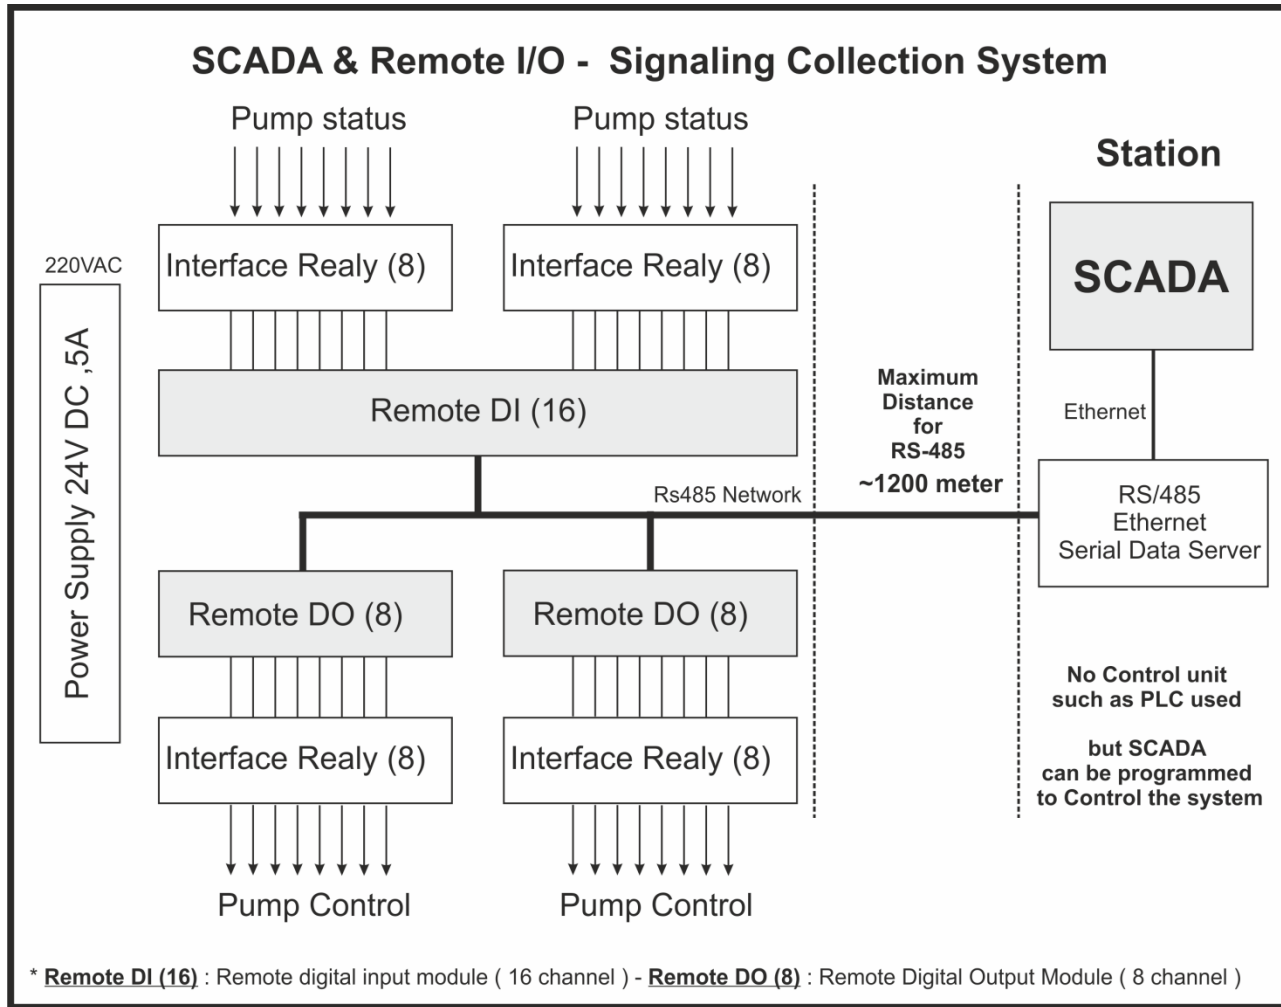 SCADA & Remote I/O -  Signaling Collection System
Pump status
Pump status
Station
Interface Realy (8)
Interface Realy (8)
SCADA
220VAC
Power Supply 24V DC ,5A
Remote DI (16)
Maximum
Distance
for
RS-485
~1200 meter
Ethernet
Rs485 Network
RS/485
Ethernet
Serial Data Server
Remote DO (8)
Remote DO (8)
No Control unit
such as PLC used
but SCADA
can be programmed
to Control the system
Interface Realy (8)
Interface Realy (8)
Pump Control
Pump Control
* Remote DI (16) : Remote digital input module ( 16 channel ) - Remote DO (8) : Remote Digital Output Module ( 8 channel )